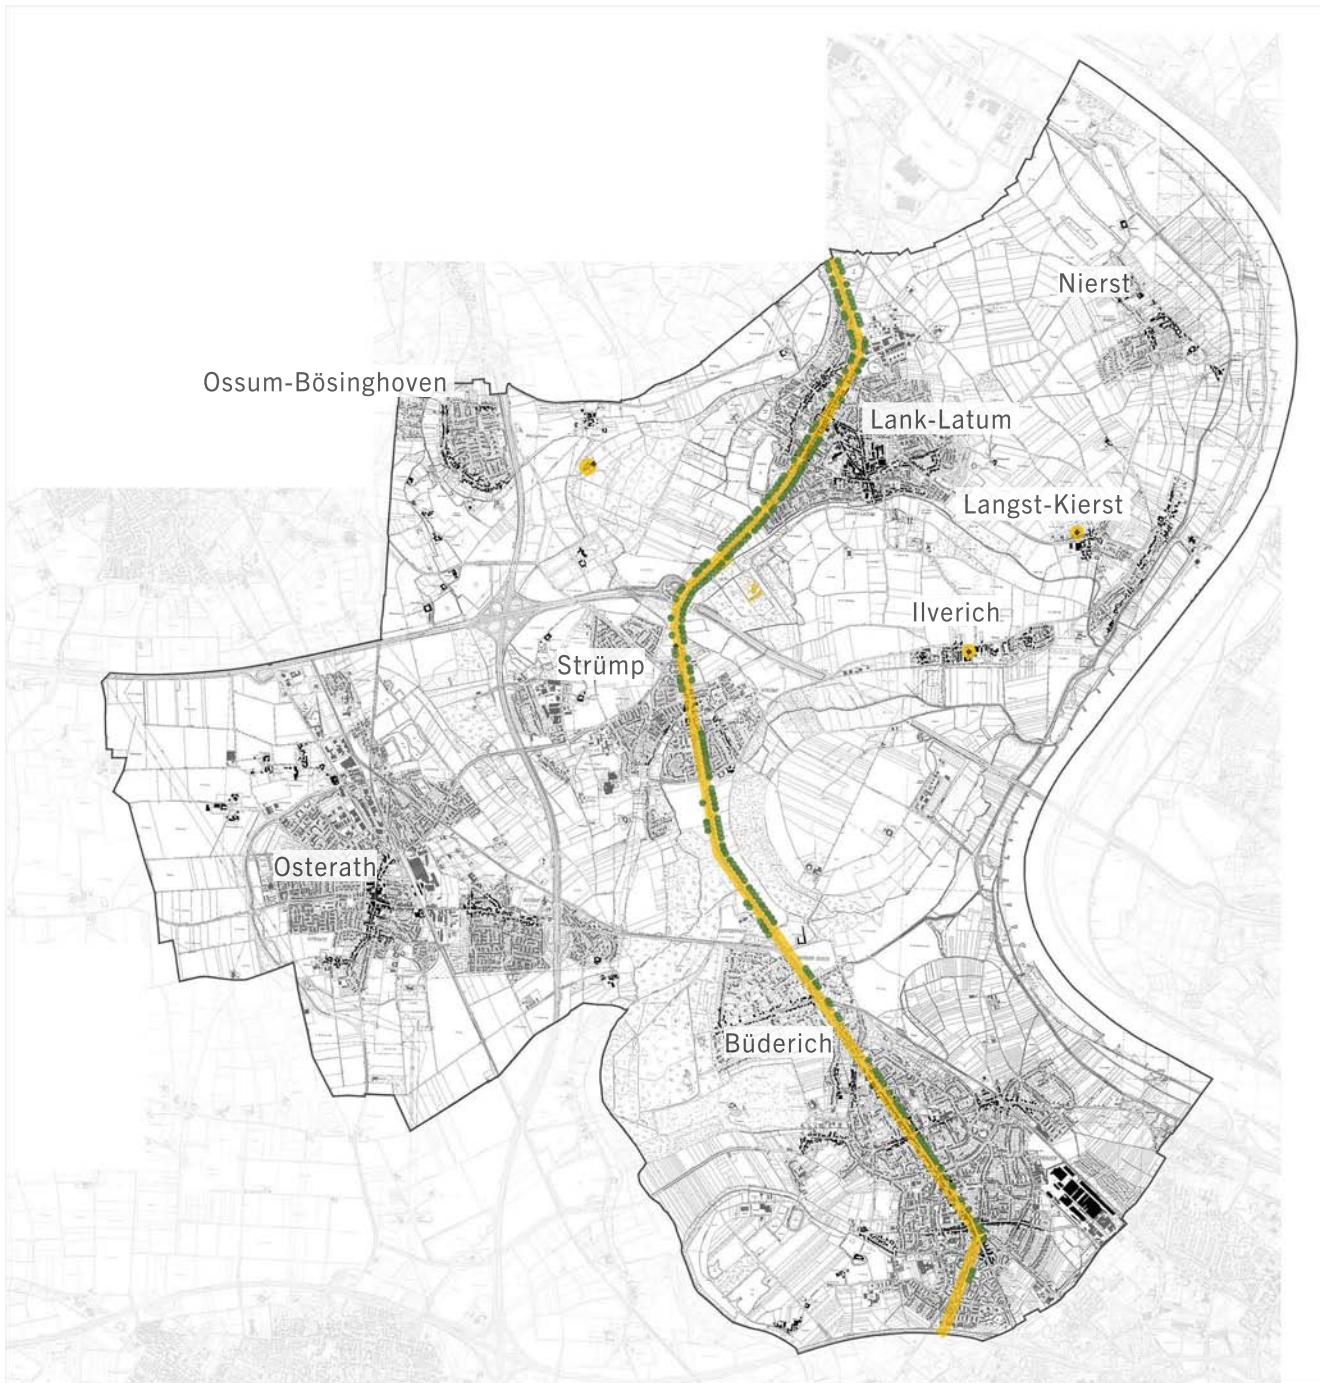 Nierst
Ossum-Bösinghoven
Lank-Latum
Langst-Kierst
Ilverich
Strümp
Osterath
Büderich